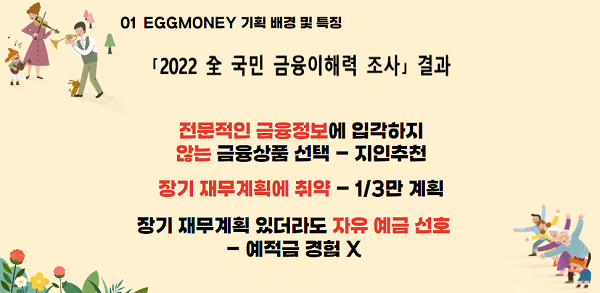 01 EGGMONEY 기획 배경 및 특징
「2022 全 국민 금융이해력 조사」 결과
전문적인 금융정보에 입각하지
않는 금융상품 선택 – 지인추천
장기 재무계획에 취약 – 1/3만 계획
장기 재무계획 있더라도 자유 예금 선호
– 예적금 경험 X